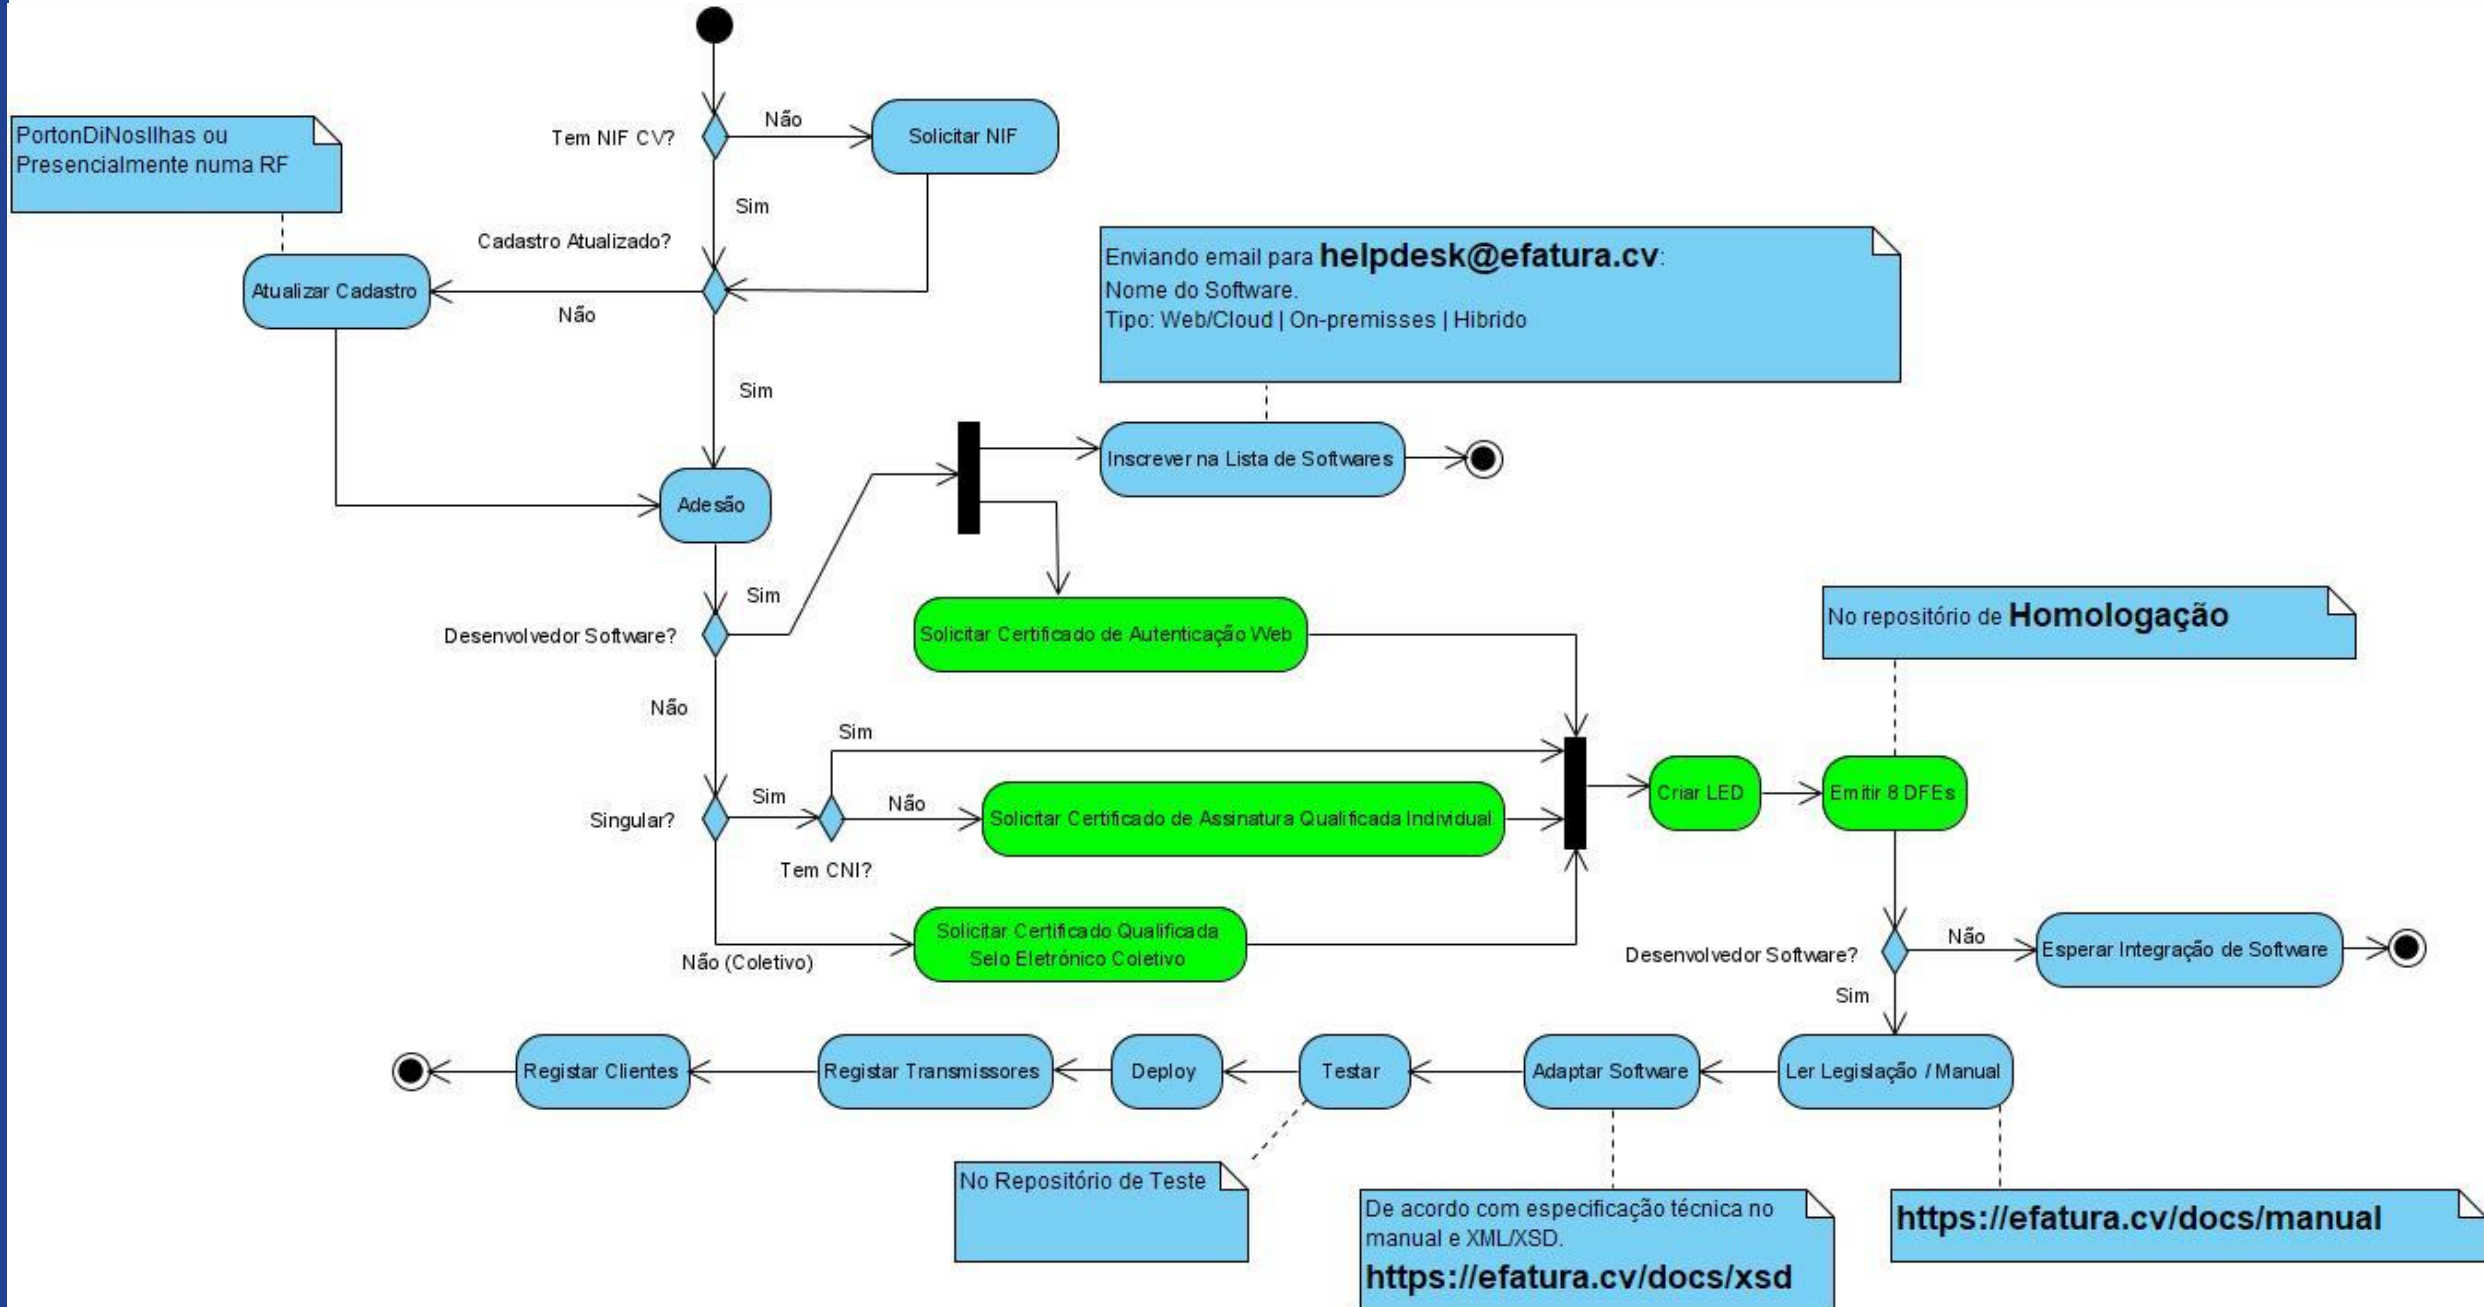 Não
Tem NIF CV?
Solicitar NIF
PortonDiNosIlhas ou
Presencialmente numa RF
Sim
Cadastro Atualizado?
Enviando email para helpdesk@efatura.cv:
Nome do Software.
Tipo: Web/Cloud | On-premisses | Hibrido
Atualizar Cadastro
Não
Sim
Inscrever na Lista de Softwares
Adesão
Sim
Desenvolvedor Software?
Solicitar Certificado de Autenticação Web
No repositório de Homologação
Não
Sim
Singular?
Sim
Não
Tem CNI?
Solicitar Certificado de Assinatura Qualificada Individual
Criar LED
Emitir 8 DFEs
Não (Coletivo)
Solicitar Certificado Qualificada
Selo Eletrónico Coletivo
Desenvolvedor Software?
Não
Esperar Integração de Software
Sim
Registar Clientes
Registar Transmissores
Deploy
Testar
Adaptar Software
Ler Legislação / Manual
No Repositório de Teste
De acordo com especificação técnica no
manual e XML/XSD.
https://efatura.cv/docs/xsd
https://efatura.cv/docs/manual